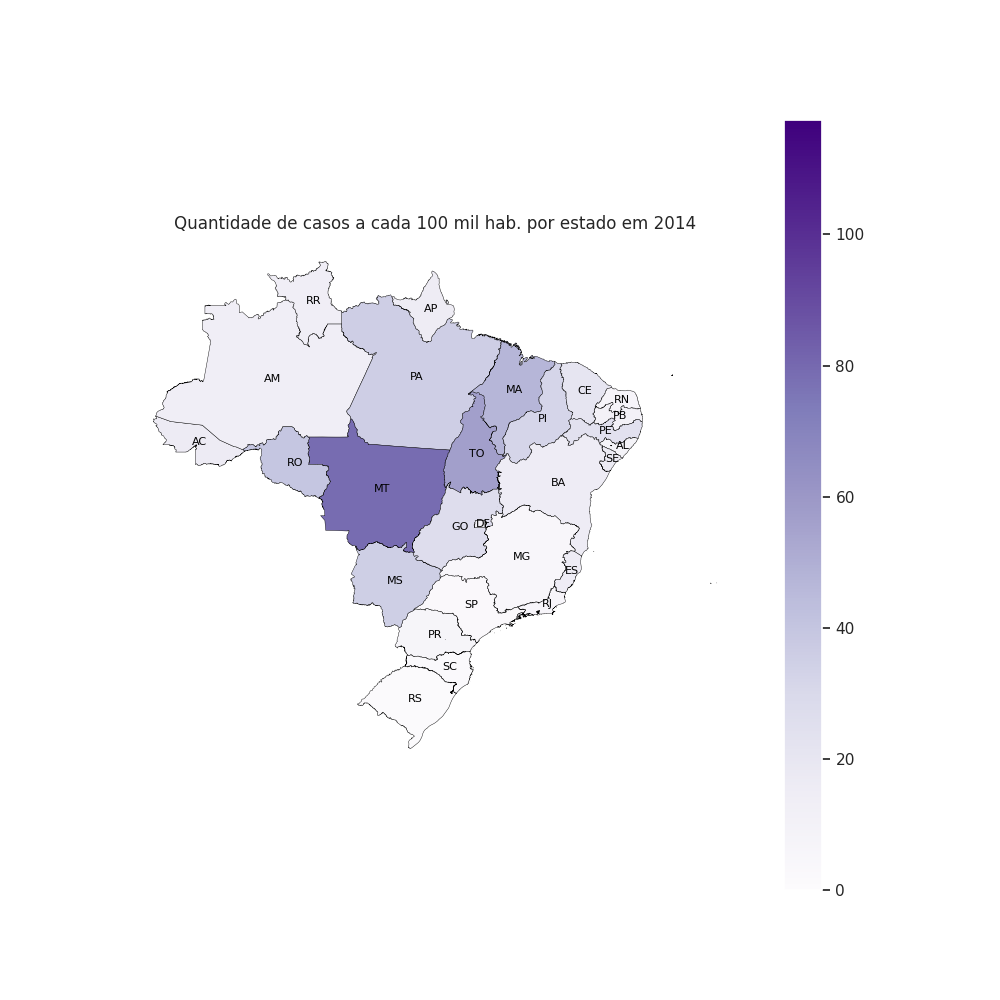 Quantidade de casos a cada 100 mil hab. por estado em 2014
100
80
60
40
20
0
RR
AP
AM
PA
MA
CE
RN
PI
PB
PE
AC
AL
TO
SE
RO
BA
MT
GO
DF
MG
ES
MS
SP
RJ
PR
SC
RS